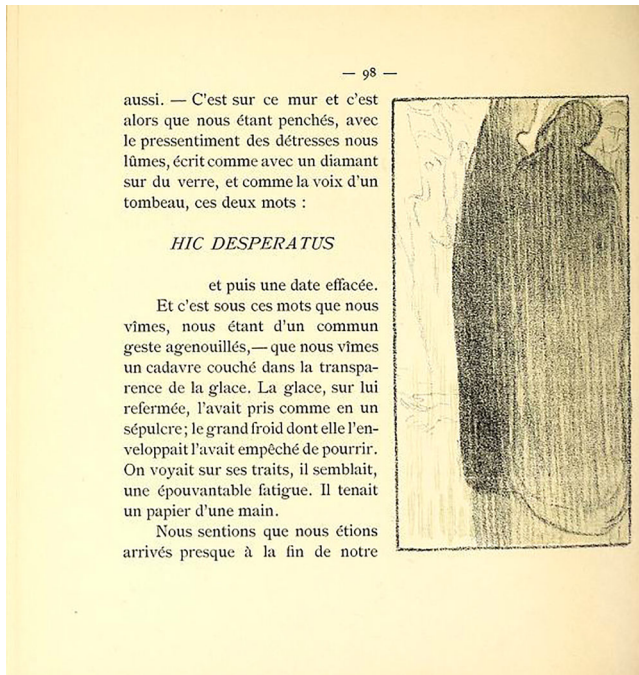 — 98 —
aussi. — C'est sur ce mur et c'est
alors que nous étant penchés, avec
le pressentiment des détresses nous
lûmes, écrit comme avec un diamant
sur du verre, et comme la voix d'un
tombeau, ces deux mots :
HIC DESPERATUS
et puis une date effacée.
Et c'est sous ces mots que nous
vîmes, nous étant d'un commun
geste agenouillés,— que nous vîmes
un cadavre couché dans la transpa-
rence de la glace. La glace, sur lui
refermée, l'avait pris comme en un
sépulcre; le grand froid dont elle l'en-
veloppait l'avait empêché de pourrir.
On voyait sur ses traits, il semblait,
une épouvantable fatigue. Il tenait
un papier d'une main.
Nous sentions que nous étions
arrivés presque à la fin de notre